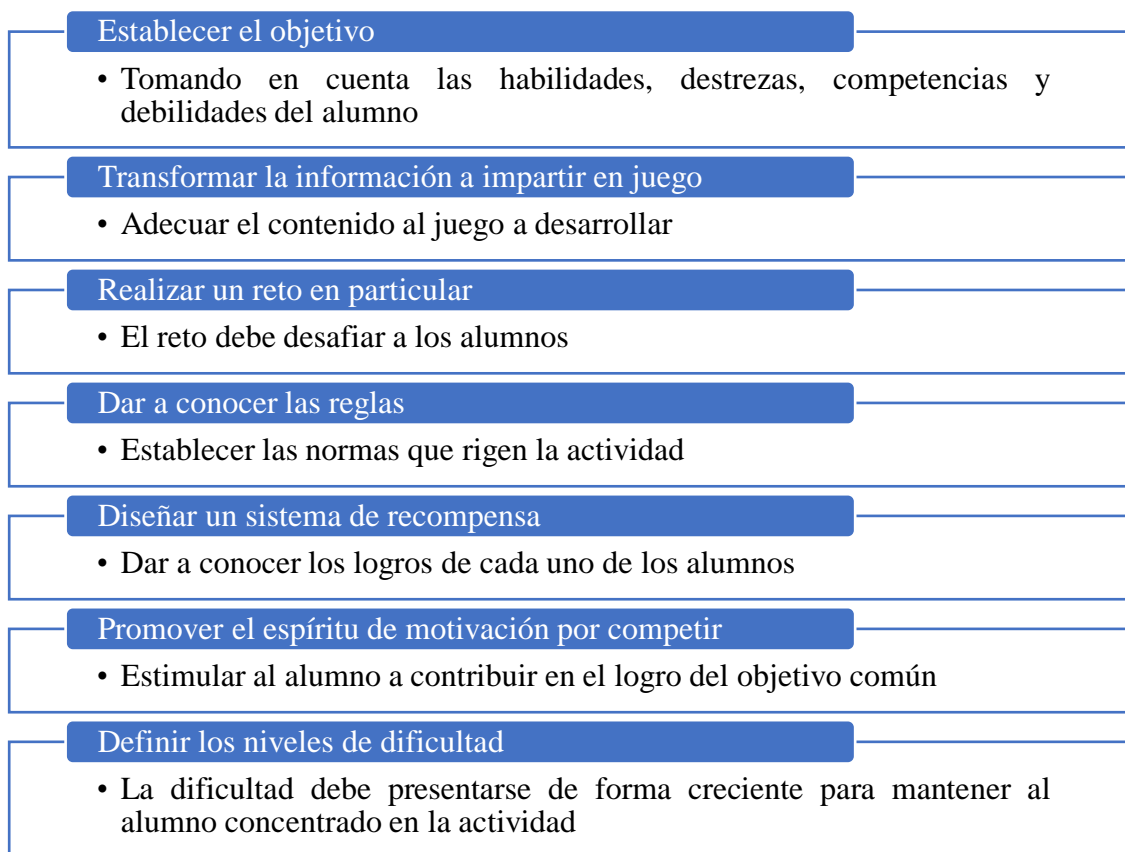 Establecer el objetivo
• Tomando en cuenta las habilidades, destrezas, competencias y
debilidades del alumno
Transformar la información a impartir en juego
• Adecuar el contenido al juego a desarrollar
Realizar un reto en particular
• El reto debe desafiar a los alumnos
Dar a conocer las reglas
• Establecer las normas que rigen la actividad
Diseñar un sistema de recompensa
• Dar a conocer los logros de cada uno de los alumnos
Promover el espíritu de motivación por competir
• Estimular al alumno a contribuir en el logro del objetivo común
Definir los niveles de dificultad
• La dificultad debe presentarse de forma creciente para mantener al
alumno concentrado en la actividad